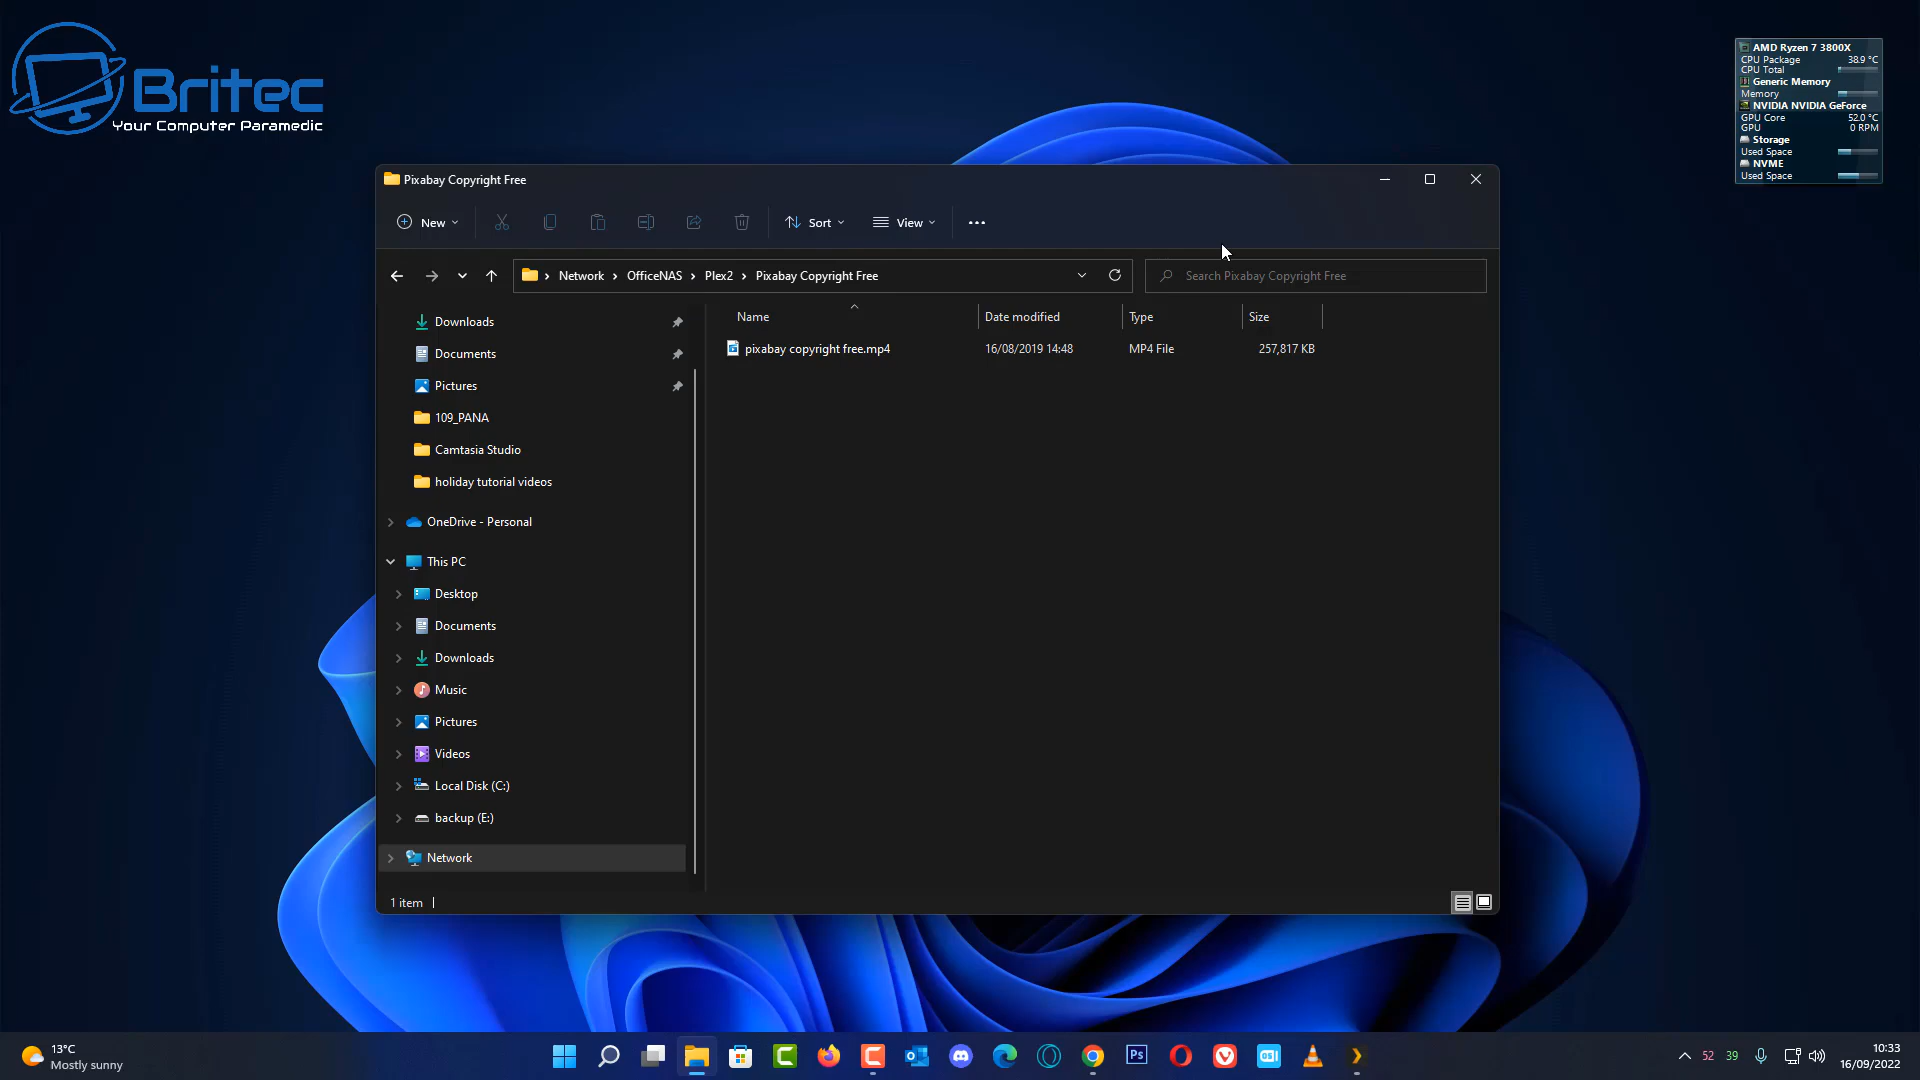 Britec
Your Computer Paramedic
AMD Ryzen 7 3800X
CPU Package 38.9 °C
CPU Total
Generic Memory
Memory
NVIDIA NVIDIA GeForce
GPU Core 52.0 °C
GPU 0 RPM
Storage
Used Space
NVME
Used Space
Pixabay Copyright Free
New Sort View
Network OfficeNAS Plex2 Pixabay Copyright Free Search Pixabay Copyright Free
Name Date modified Type Size
pixabay copyright free.mp4 16/08/2019 14:48 MP4 File 257,817 KB
Downloads
Documents
Pictures
109_PANA
Camtasia Studio
holiday tutorial videos
OneDrive - Personal
This PC
Desktop
Documents
Downloads
Music
Pictures
Videos
Local Disk (C:)
backup (E:)
Network
1 item
13°C
Mostly sunny
Ps
52 39
10:33
16/09/2022